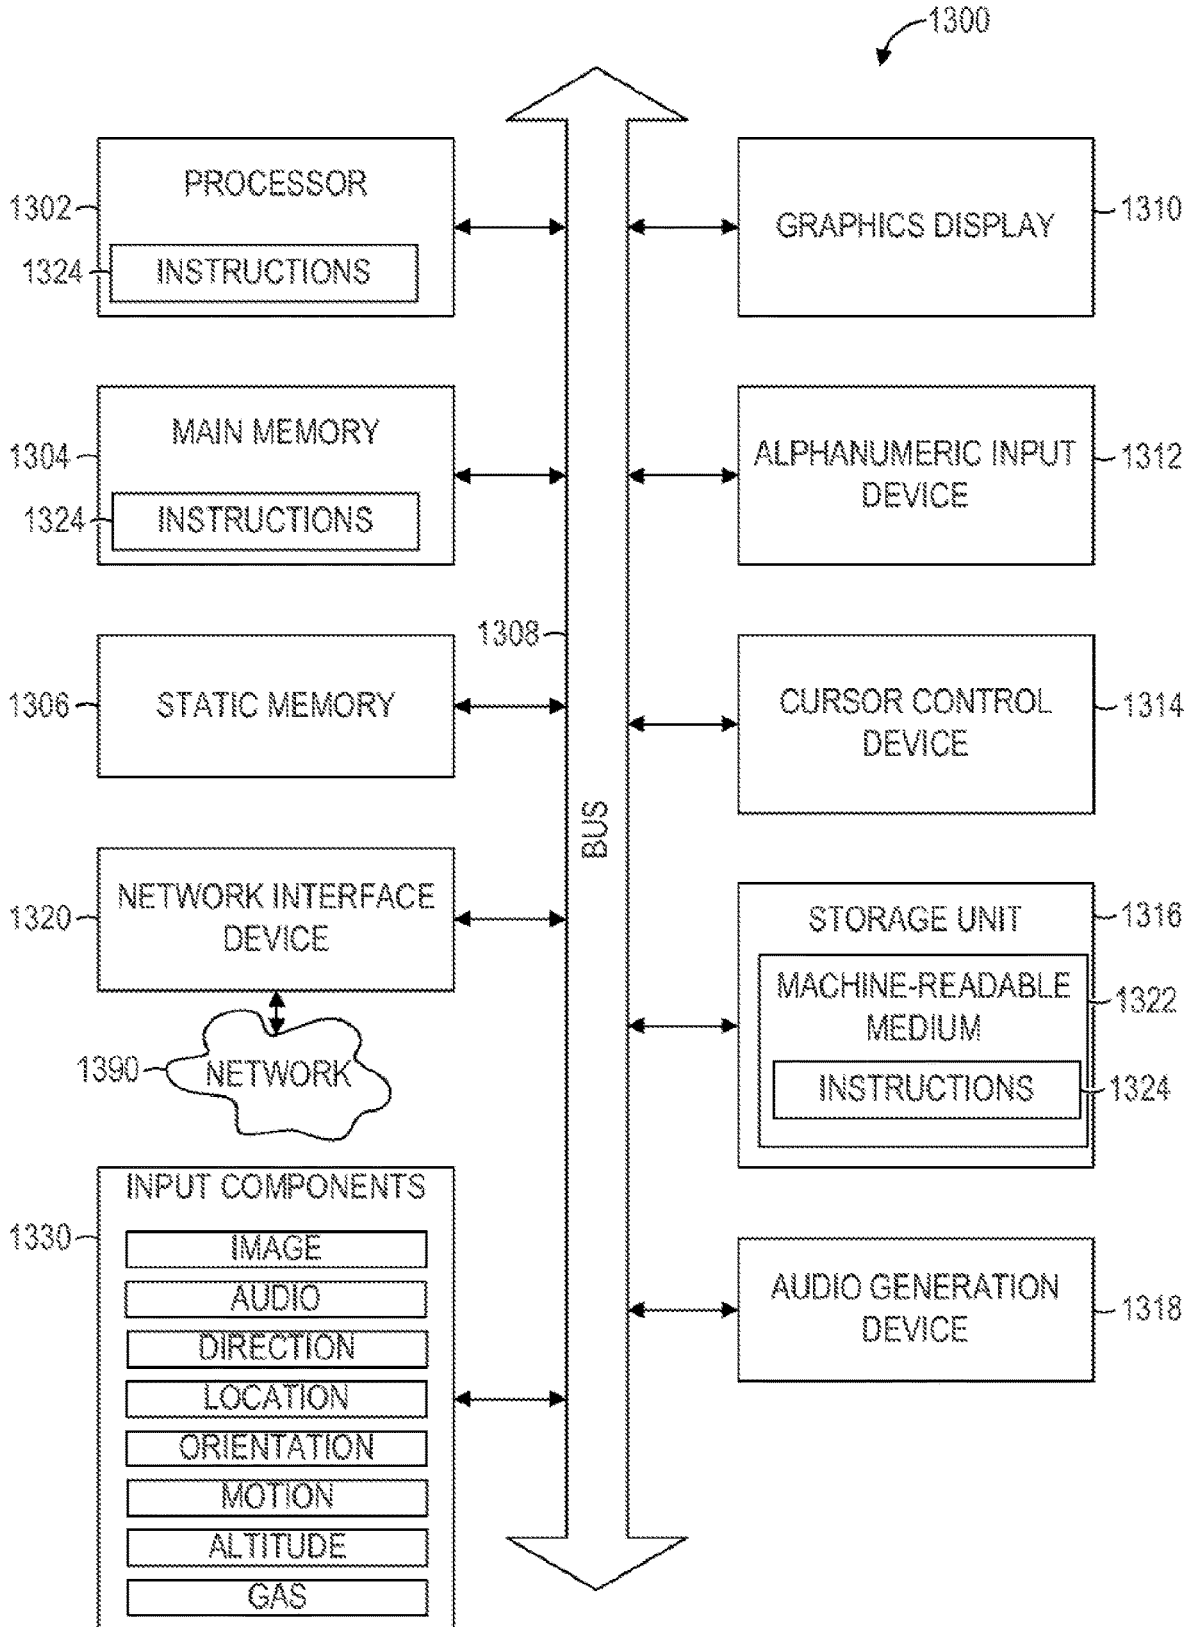 1300
PROCESSOR
1302
1324
INSTRUCTIONS
MAIN MEMORY
1304
1324
INSTRUCTIONS
1308
STATIC MEMORY
1306
NETWORK INTERFACE
DEVICE
1320
1390
NETWORK
INPUT COMPONENTS
1330
IMAGE
AUDIO
DIRECTION
LOCATION
ORIENTATION
MOTION
ALTITUDE
GAS
BUS
GRAPHICS DISPLAY
1310
ALPHANUMERIC INPUT
DEVICE
1312
CURSOR CONTROL
DEVICE
1314
STORAGE UNIT
1316
MACHINE-READABLE
MEDIUM
1322
INSTRUCTIONS
1324
AUDIO GENERATION
DEVICE
1318